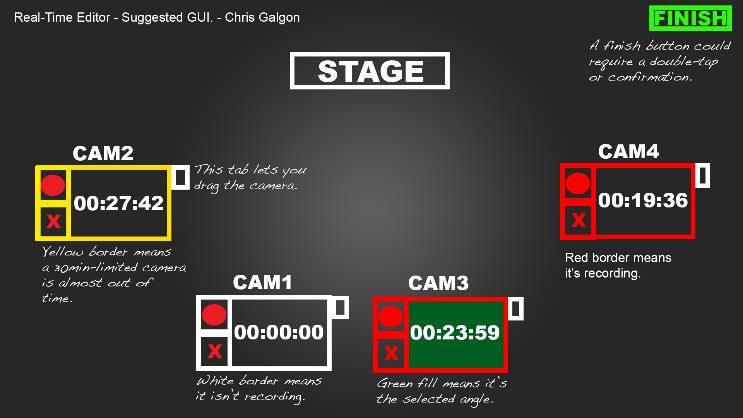 Real-Time Editor - Suggested GUI. - Chris Galgon
FINISH
A finish button could
require a double-tap
or confirmation.
STAGE
CAM2
X
00:27:42
This tab lets you
drag the camera.
Yellow border means
a 30min-limited camera
is almost out of
time.
CAM4
X
00:19:36
Red border means
it's recording.
CAM1
X
00:00:00
White border means
it isn't recording.
CAM3
X
00:23:59
Green fill means it's
the selected angle.